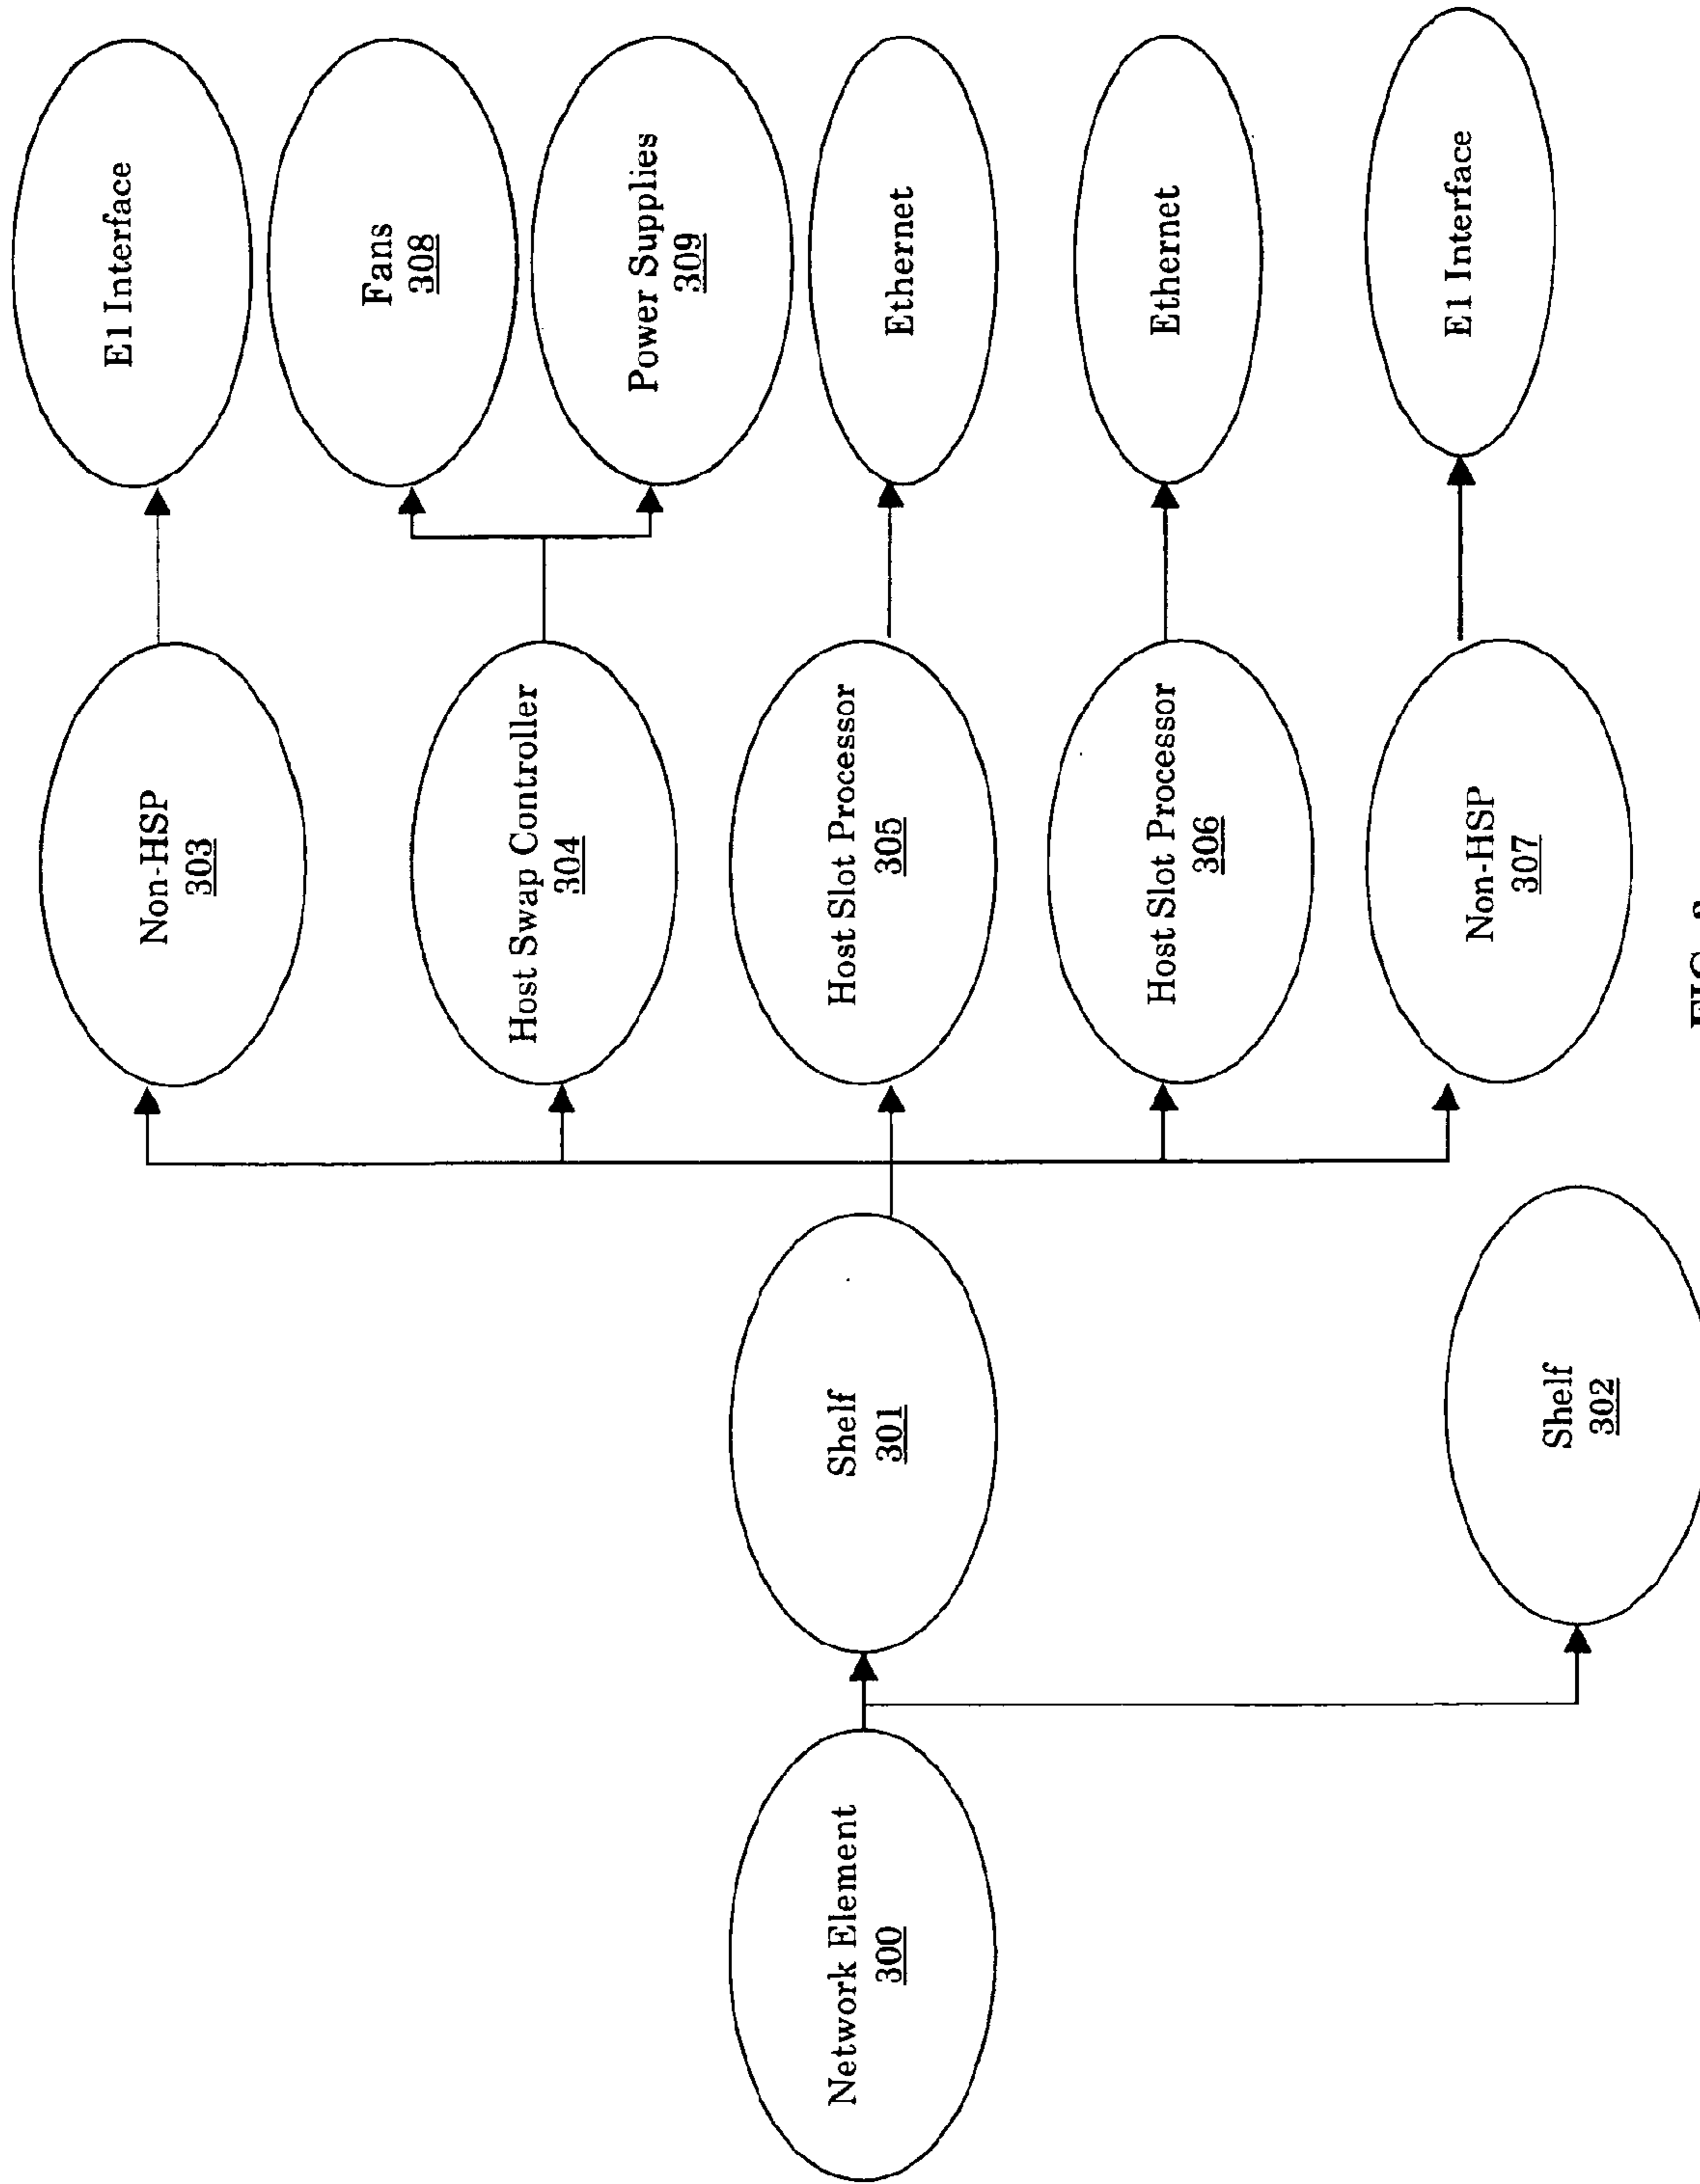 Network Element
300
Shelf
301
Shelf
302
Non-HSP
303
Host Swap Controller
304
Host Slot Processor
305
Host Slot Processor
306
Non-HSP
307
E1 Interface
Fans
308
Power Supplies
309
Ethernet
Ethernet
E1 Interface
FIG.